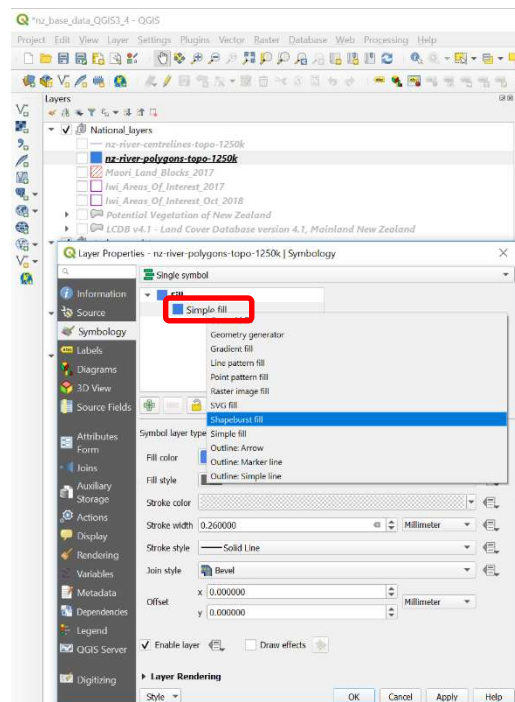 *nz_base_data_QGIS3_4 - QGIS
Project Edit View Layer Settings Plugins Vector Raster Database Web Processing Help
Layers
National_layers
nz-river-centrelines-topo-1250k
nz-river-polygons-topo-1250k
Maori_Land_Blocks_2017
Iwi_Areas_Of_Interest_2017
Iwi_Areas_Of_Interest_Oct_2018
Potential Vegetation of New Zealand
LCDB v4.1 - Land Cover Database version 4.1, Mainland New Zealand
Layer Properties - nz-river-polygons-topo-1250k | Symbology
Single symbol
Information
Source
Symbology
Labels
Diagrams
3D View
Source Fields
Attributes
Form
Joins
Auxiliary
Storage
Actions
Display
Rendering
Variables
Metadata
Dependencies
Legend
QGIS Server
Digitizing
Fill
Simple fill
Geometry generator
Gradient fill
Line pattern fill
Point pattern fill
Raster image fill
SVG fill
Shapeburst fill
Symbol layer type Simple fill
Outline: Arrow
Fill color
Outline: Marker line
Fill style
Outline: Simple line
Stroke color
Stroke width 0.260000 Millimeter
Stroke style Solid Line
Join style Bevel
Offset
x 0.000000
Millimeter
y 0.000000
Enable layer Draw effects
Layer Rendering
Style OK Cancel Apply Help